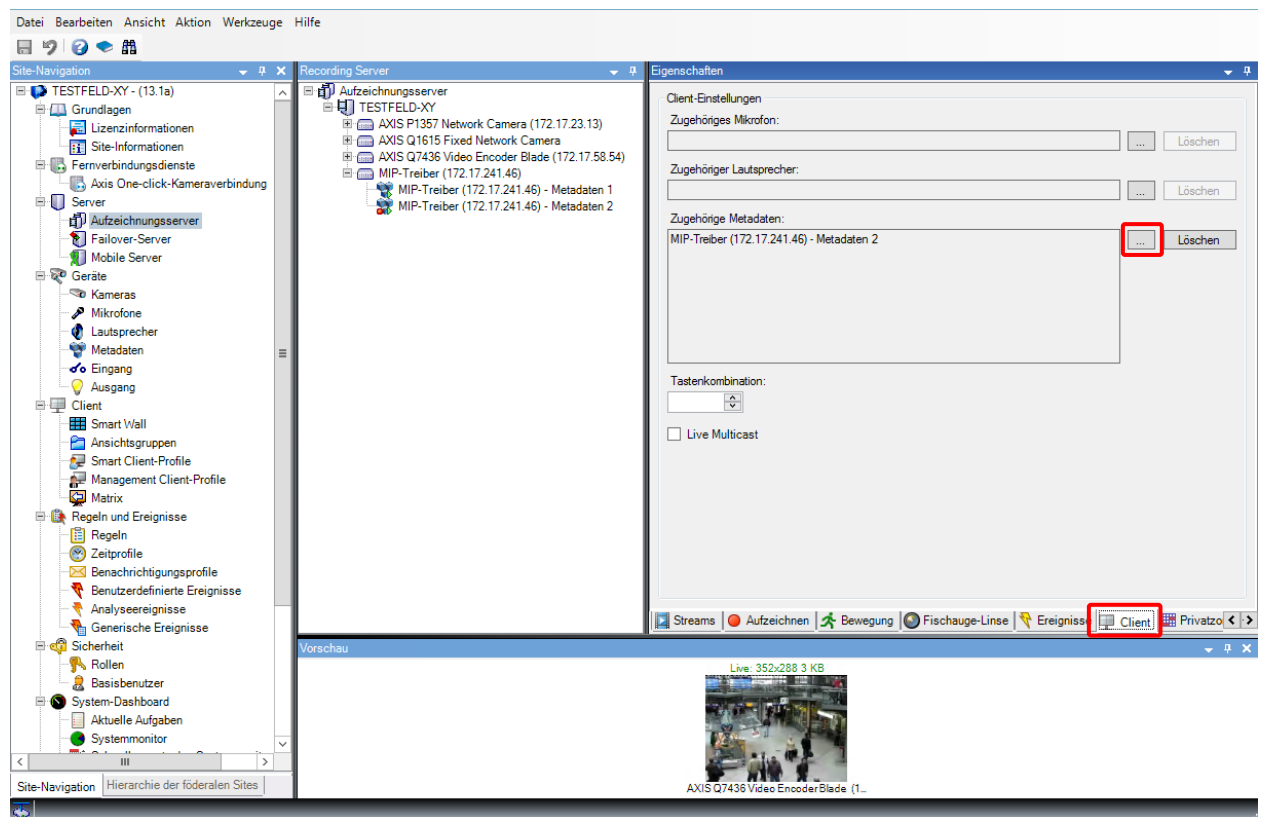 Datei Bearbeiten Ansicht Aktion Werkzeuge Hilfe
Site-Navigation
TESTFELD-XY - (13.1a)
Grundlagen
Lizenzinformationen
Site-Informationen
Fernverbindungsdienste
Axis One-click-Kameraverbindung
Server
Aufzeichnungsserver
Failover-Server
Mobile Server
Geräte
Kameras
Mikrofone
Lautsprecher
Metadaten
Eingang
Ausgang
Client
Smart Wall
Ansichtsgruppen
Smart Client-Profile
Management Client-Profile
Matrix
Regeln und Ereignisse
Regeln
Zeitprofile
Benachrichtigungsprofile
Benutzerdefinierte Ereignisse
Analyseereignisse
Generische Ereignisse
Sicherheit
Rollen
Basisbenutzer
System-Dashboard
Aktuelle Aufgaben
Systemmonitor
Site-Navigation Hierarchie der föderalen Sites
Recording Server
Aufzeichnungsserver
TESTFELD-XY
AXIS P1357 Network Camera (172.17.23.13)
AXIS Q1615 Fixed Network Camera
AXIS Q7436 Video Encoder Blade (172.17.58.54)
MIP-Treiber (172.17.241.46)
MIP-Treiber (172.17.241.46) - Metadaten 1
MIP-Treiber (172.17.241.46) - Metadaten 2
Eigenschaften
Client-Einstellungen
Zugehöriges Mikrofon:
... Löschen
Zugehöriger Lautsprecher:
... Löschen
Zugehörige Metadaten:
MIP-Treiber (172.17.241.46) - Metadaten 2 ... Löschen
Tastenkombination:
Live Multicast
Streams Aufzeichnen Bewegung Fischauge-Linse Ereignisse Client Privatzo
Vorschau
Live: 352x288 3 KB
AXIS Q7436 Video Encoder Blade (1...